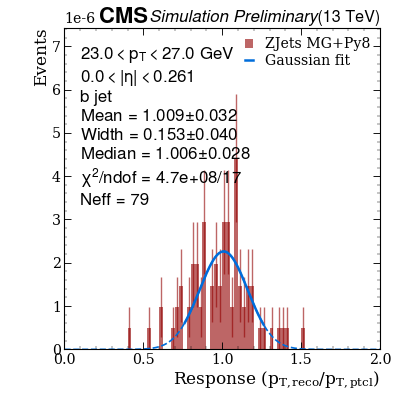 1e-6 CMS Simulation Preliminary (13 TeV)
Events
7
6
5
4
3
2
1
0
23.0 < pT < 27.0 GeV
0.0 < |η| < 0.261
b jet
Mean = 1.009±0.032
Width = 0.153±0.040
Median = 1.006±0.028
χ²/ndof = 4.7e+08/17
Neff = 79
ZJets MG+Py8
Gaussian fit
0.0 0.5 1.0 1.5 2.0
Response (pT,reco/pT,ptcl)